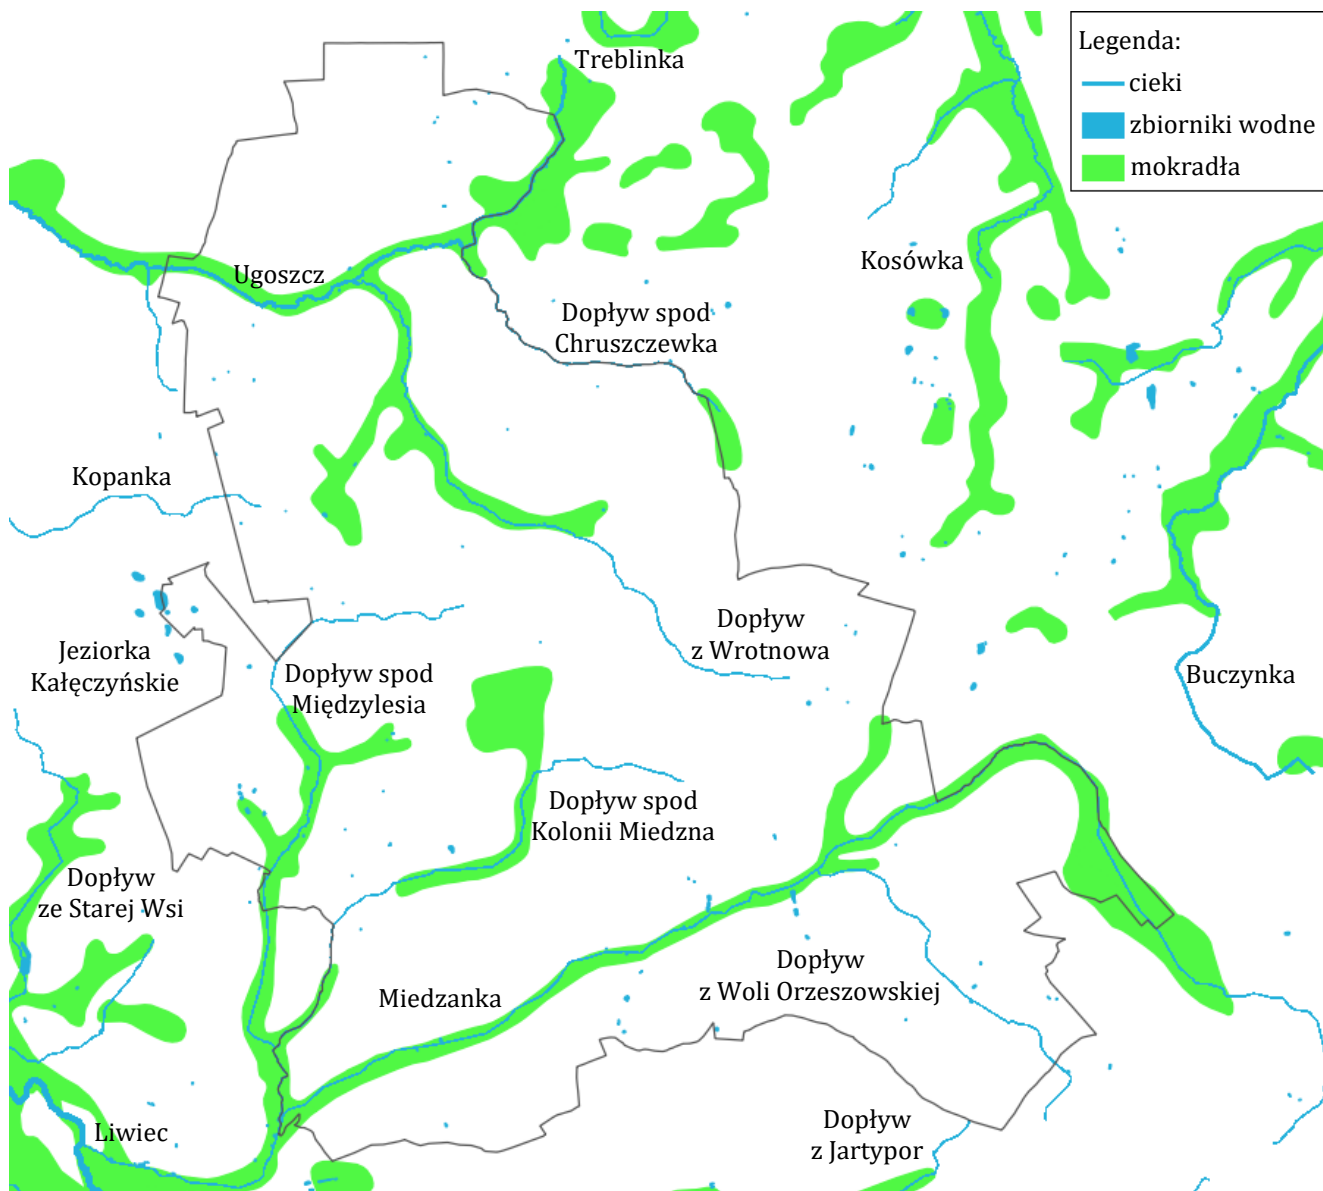 Legenda:
cieki
zbiorniki wodne
mokradła
Treblinka
Kosówka
Ugoszcz
Dopływ spod
Chruszczewka
Kopanka
Dopływ
z Wrotnowa
Jeziorka
Kałęczyńskie
Dopływ spod
Międzylesia
Buczynka
Dopływ spod
Kolonii Miedzna
Dopływ
ze Starej Wsi
Dopływ
z Woli Orzeszowskiej
Miedzanka
Liwiec
Dopływ
z Jartypor